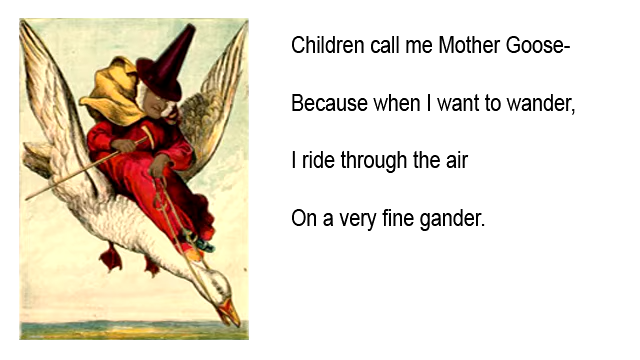 Children call me Mother Goose-
Because when I want to wander,
I ride through the air
On a very fine gander.